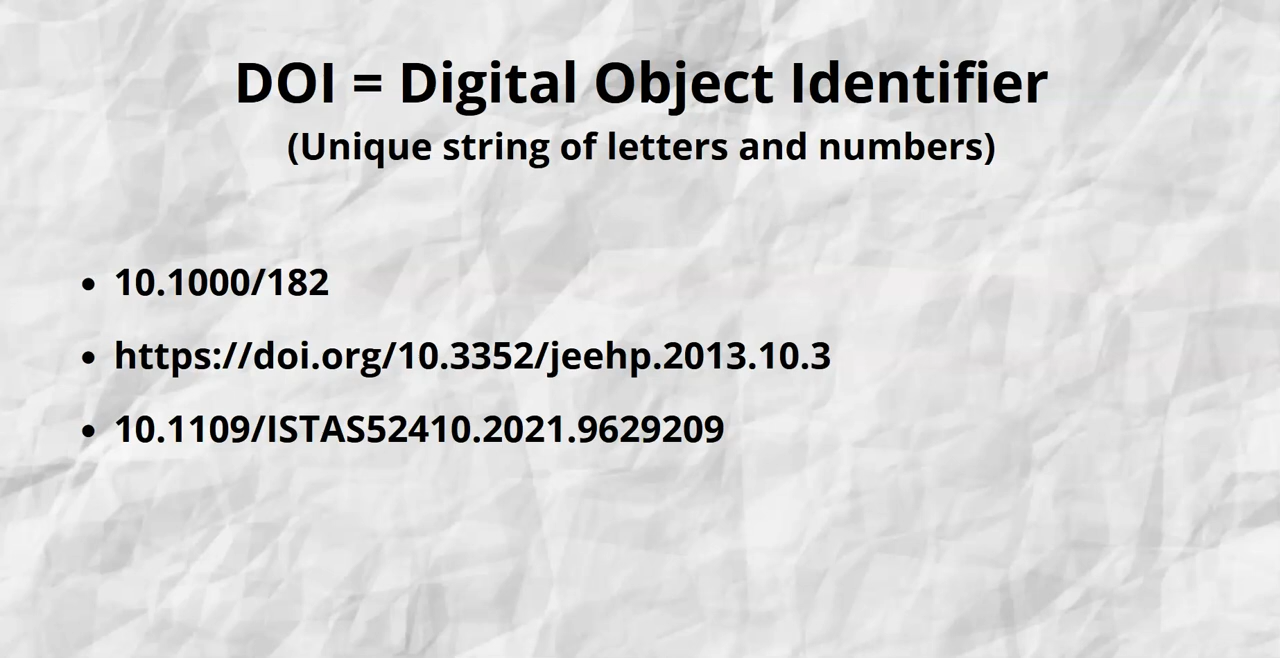 DOI = Digital Object Identifier
(Unique string of letters and numbers)
• 10.1000/182
• https://doi.org/10.3352/jeehp.2013.10.3
• 10.1109/ISTAS52410.2021.9629209